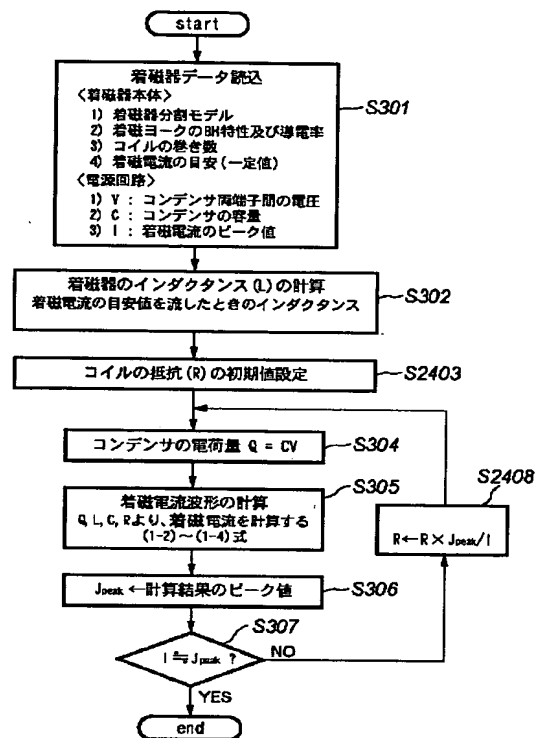 start
着磁器データ読込
<着磁器本体>
1) 着磁器分割モデル
2) 着磁ヨークのBH特性及び導電率
3) コイルの巻き数
4) 着磁電流の目安(一定値)
<電源回路>
1) V : コンデンサ両端子間の電圧
2) C : コンデンサの容量
3) I : 着磁電流のピーク値
S301
着磁器のインダクタンス(L)の計算
着磁電流の目安値を流したときのインダクタンス
S302
コイルの抵抗(R)の初期値設定
S2403
コンデンサの電荷量 Q = CV
S304
着磁電流波形の計算
Q, L, C, Rより、着磁電流を計算する
(1-2)~(1-4)式
S305
Jpeak ←計算結果のピーク値
S306
I ≒ Jpeak ?
S307
NO
R←R×Jpeak/I
S2408
YES
end